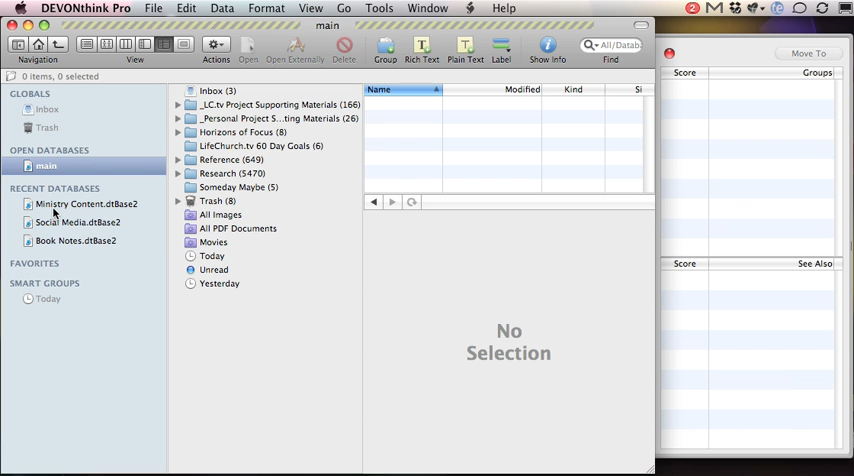 DEVONthink Pro File Edit Data Format View Go Tools Window Help 2
main
Navigation View Actions Open Open Externally Delete Group Rich Text Plain Text Label Show Info Find
All/Datab
0 items, 0 selected
GLOBALS
Inbox
Trash
OPEN DATABASES
main
RECENT DATABASES
Ministry Content.dtBase2
Social Media.dtBase2
Book Notes.dtBase2
FAVORITES
SMART GROUPS
Today
Inbox (3)
_LC.tv Project Supporting Materials (166)
_Personal Project S...ting Materials (26)
Horizons of Focus (8)
LifeChurch.tv 60 Day Goals (6)
Reference (649)
Research (5470)
Someday Maybe (5)
Trash (8)
All Images
All PDF Documents
Movies
Today
Unread
Yesterday
Name Modified Kind Si
No
Selection
Move To
Score Groups
Score See Also